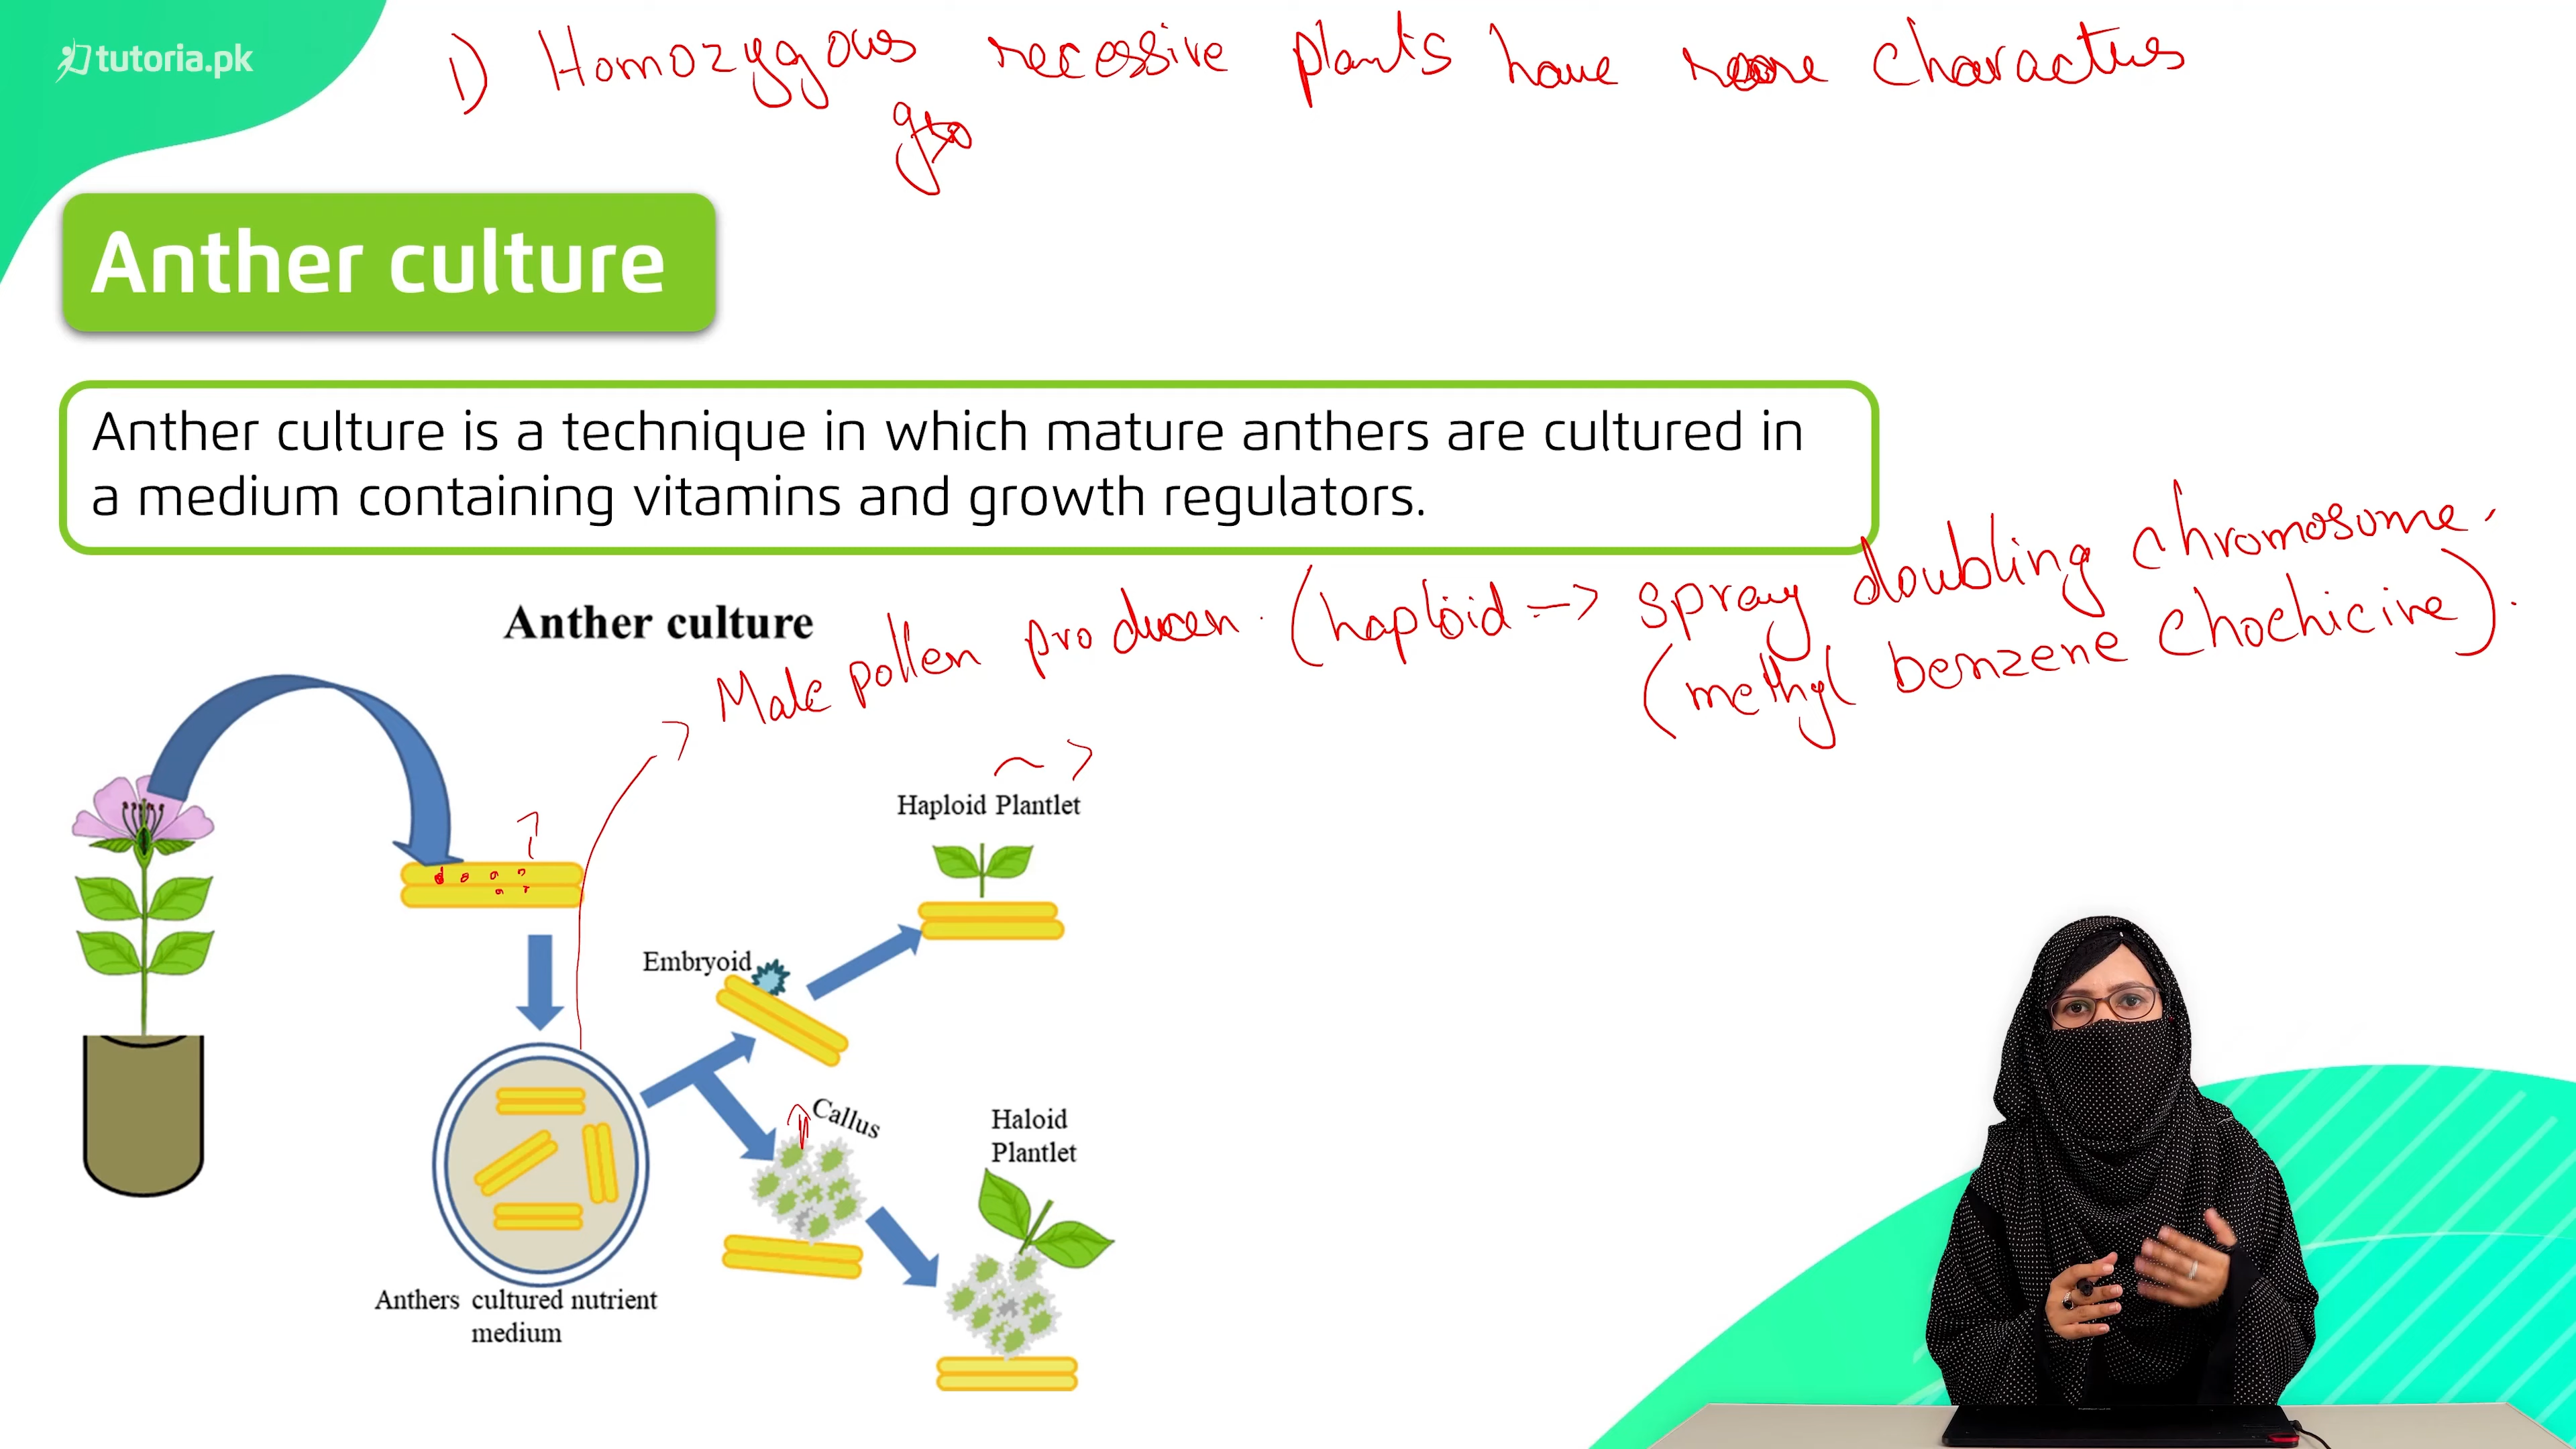 tutoria.pk
1) Homozygous recessive plants have rare characters
Anther culture
Anther culture is a technique in which mature anthers are cultured in
a medium containing vitamins and growth regulators.
Anther culture
Male pollen producer. (haploid => spray doubling chromosome.
(methyl benzene chochicine).
Haploid Plantlet
Embryoid
Callus
Haloid
Plantlet
Anthers cultured nutrient
medium